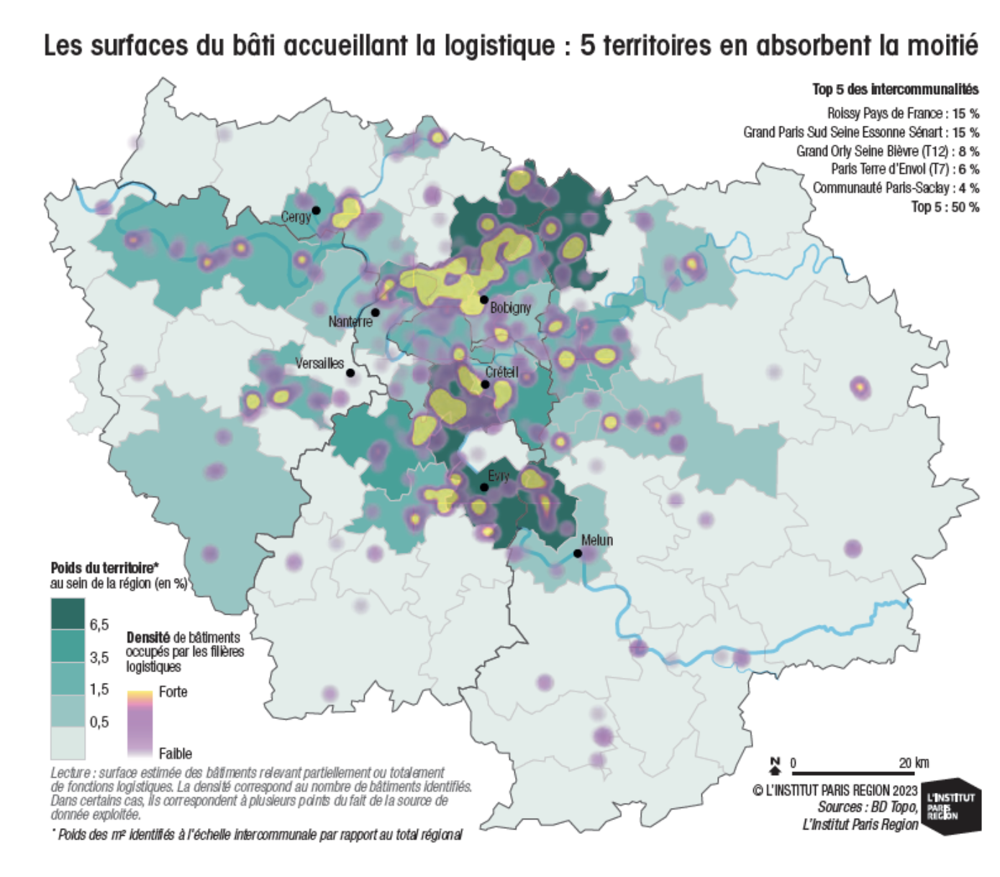 Les surfaces du bâti accueillant la logistique : 5 territoires en absorbent la moitié
Top 5 des intercommunalités
Roissy Pays de France : 15 %
Grand Paris Sud Seine Essonne Sénart : 15 %
Grand Orly Seine Bièvre (T12) : 8 %
Paris Terre d'Envol (T7) : 6 %
Communauté Paris-Saclay : 4 %
Top 5 : 50 %
Cergy
Nanterre
Bobigny
Versailles
Créteil
Evry
Melun
Poids du territoire*
au sein de la région (en %)
6,5
3,5
1,5
0,5
Densité de bâtiments
occupés par les filières
logistiques
Forte
Faible
Lecture : surface estimée des bâtiments relevant partiellement ou totalement
de fonctions logistiques. La densité correspond au nombre de bâtiments identifiés.
Dans certains cas, ils correspondent à plusieurs points du fait de la source de
donnée exploitée.
* Poids des m² identifiés à l'échelle intercommunale par rapport au total régional
N
0 20 km
© L'INSTITUT PARIS REGION 2023
Sources : BD Topo,
L'Institut Paris Region
L'INSTITUT
PARIS
REGION